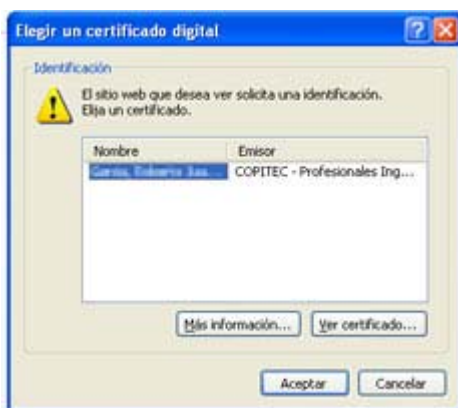 Elegir un certificado digital
Identificación
El sitio web que desea ver solicita una identificación.
Elija un certificado.
Nombre Emisor
COPITEC - Profesionales Ing...
Más información... Ver certificado...
Aceptar Cancelar